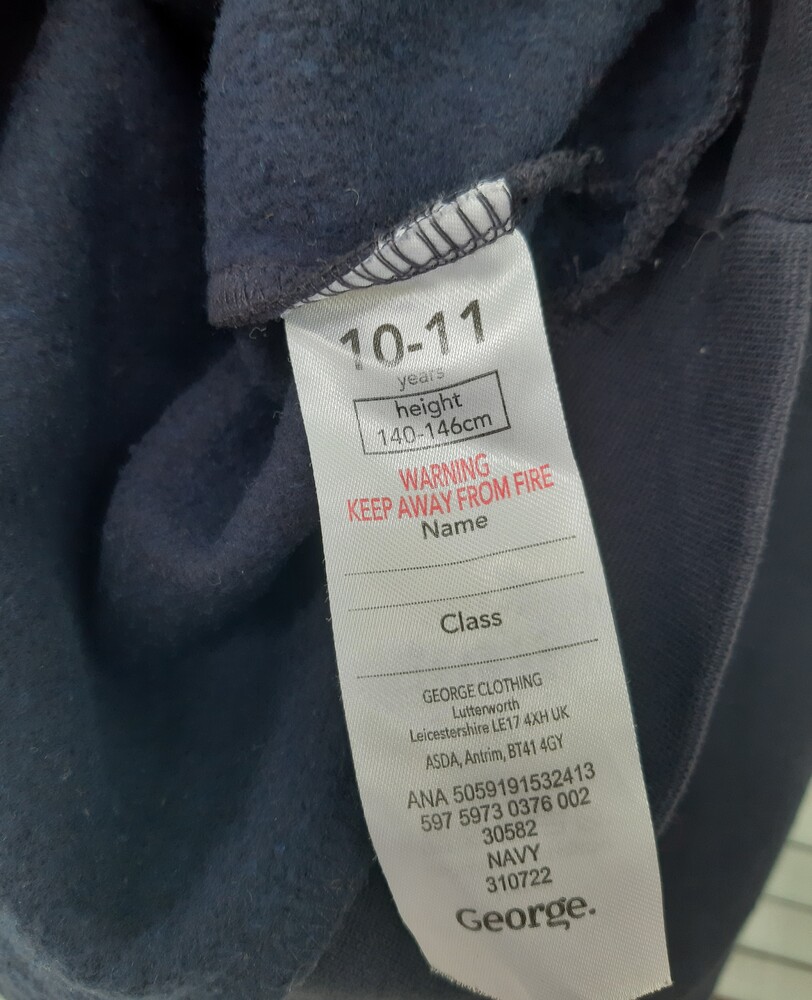 10-11
years
height
140-146cm
WARNING
KEEP AWAY FROM FIRE
Name
Class
GEORGE CLOTHING
Lutterworth
Leicestershire LE17 4XH UK
ASDA, Antrim, BT41 4GY
ANA 5059191532413
597 5973 0376 002
30582
NAVY
310722
George.